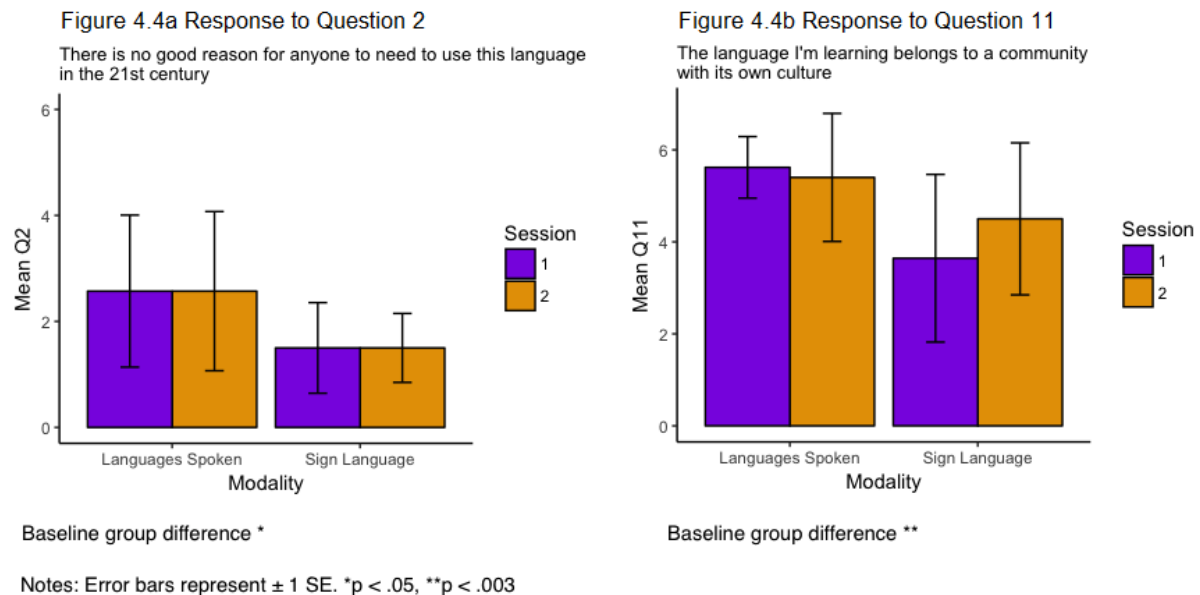 Figure 4.4a Response to Question 2
There is no good reason for anyone to need to use this language
in the 21st century
6
4
2
0
Mean Q2
Languages Spoken
Sign Language
Modality
Session
1
2
Baseline group difference *
Figure 4.4b Response to Question 11
The language I'm learning belongs to a community
with its own culture
6
4
2
0
Mean Q11
Languages Spoken
Sign Language
Modality
Session
1
2
Baseline group difference **
Notes: Error bars represent ± 1 SE. *p < .05, **p < .003